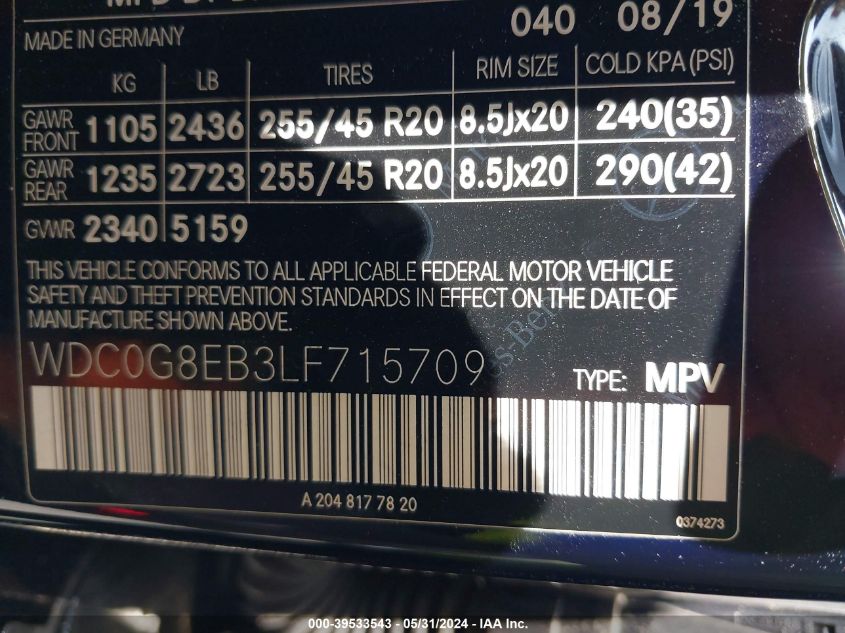 MFD BY
040 08/19
MADE IN GERMANY
KG LB TIRES RIM SIZE COLD KPA (PSI)
GAWR FRONT 1105 2436 255/45 R20 8.5Jx20 240(35)
GAWR REAR 1235 2723 255/45 R20 8.5Jx20 290(42)
GVWR 2340 5159
THIS VEHICLE CONFORMS TO ALL APPLICABLE FEDERAL MOTOR VEHICLE
SAFETY AND THEFT PREVENTION STANDARDS IN EFFECT ON THE DATE OF
MANUFACTURE SHOWN ABOVE.
WDC0G8EB3LF715709 TYPE: MPV
A 204 817 78 20
0374273
000-39533543 - 05/31/2024 - IAA Inc.